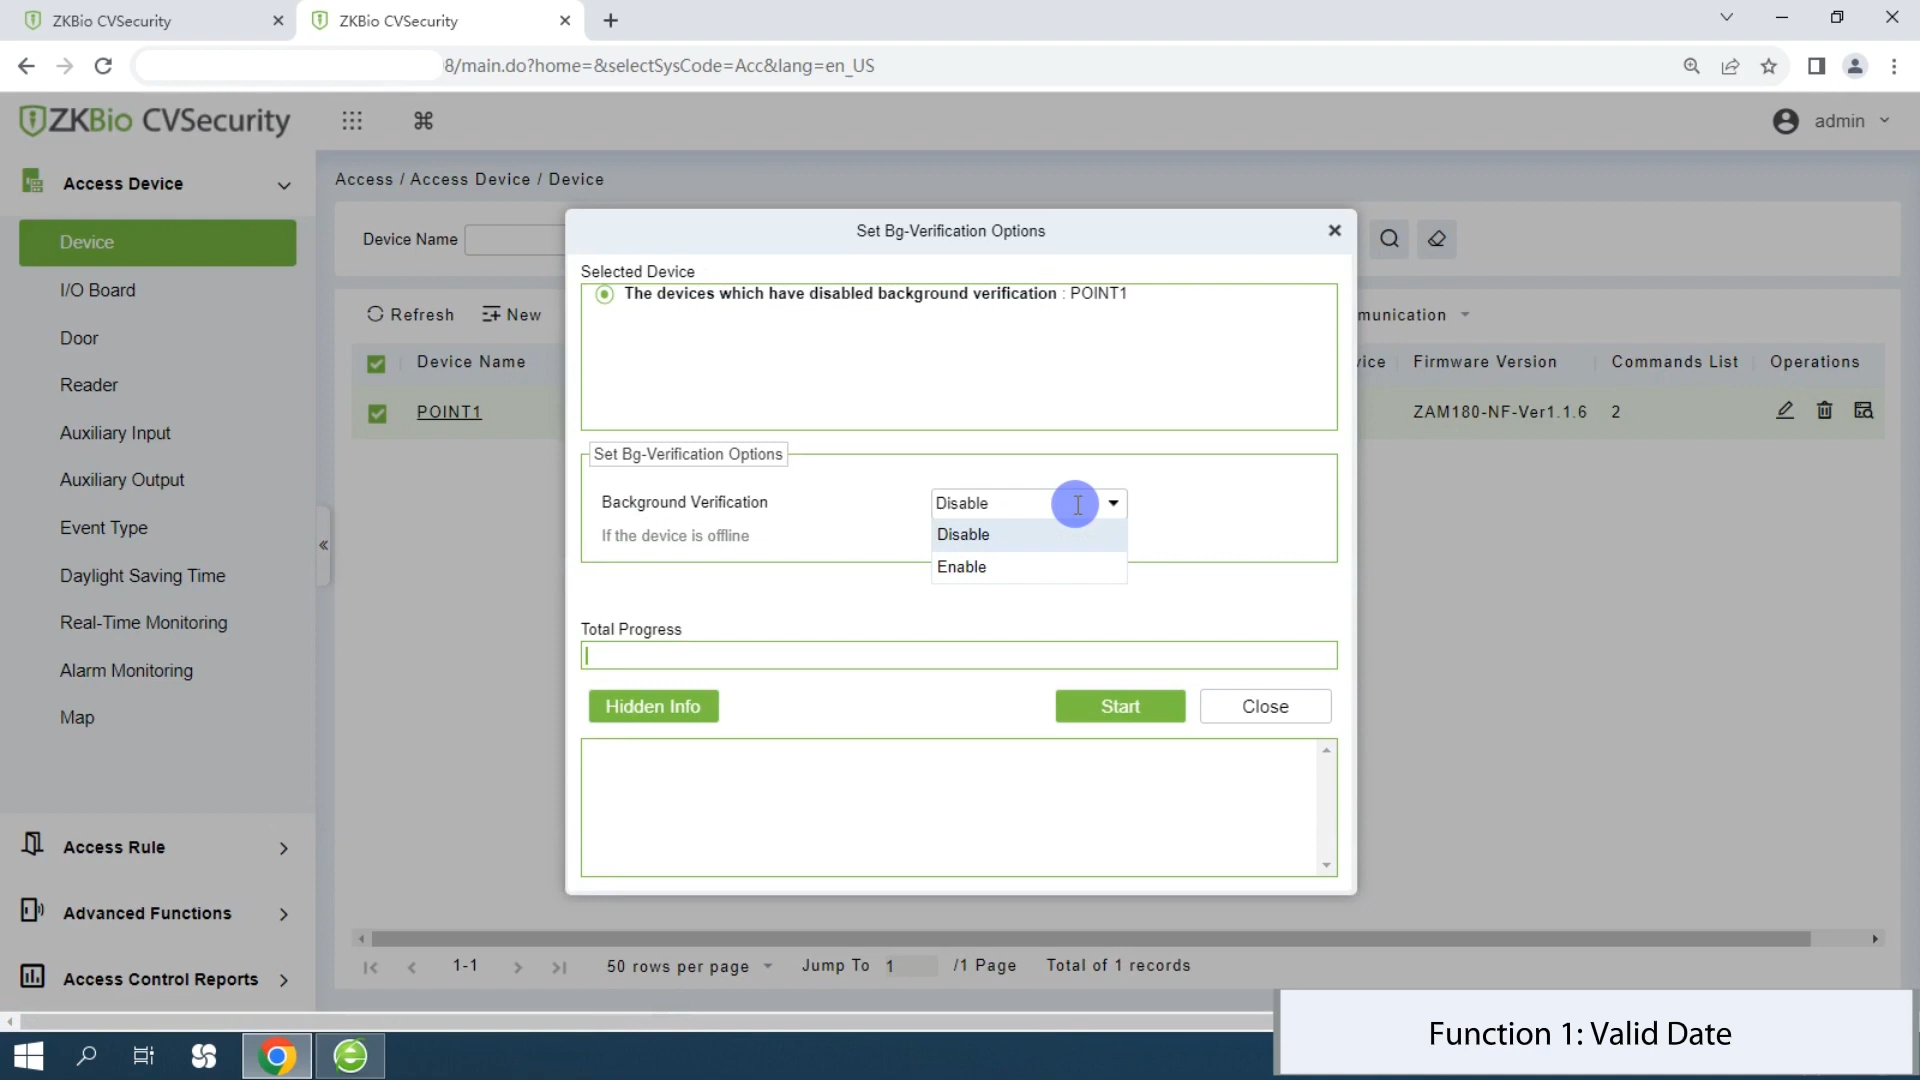 ZKBio CVSecurity
ZKBio CVSecurity
8/main.do?home=&selectSysCode=Acc&lang=en_US
ZKBio CVSecurity
admin
Access Device
Device
I/O Board
Door
Reader
Auxiliary Input
Auxiliary Output
Event Type
Daylight Saving Time
Real-Time Monitoring
Alarm Monitoring
Map
Access Rule
Advanced Functions
Access Control Reports
Access / Access Device / Device
Device Name
Refresh New munication
Device Name vice Firmware Version Commands List Operations
POINT1 ZAM180-NF-Ver1.1.6 2
Set Bg-Verification Options
Selected Device
The devices which have disabled background verification : POINT1
Set Bg-Verification Options
Background Verification Disable
If the device is offline
Disable
Enable
Total Progress
Hidden Info Start Close
1-1 50 rows per page Jump To 1 /1 Page Total of 1 records
Function 1: Valid Date